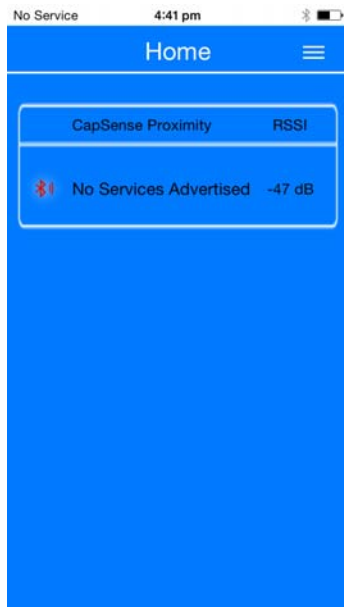 No Service 4:41 pm
Home
CapSense Proximity RSSI
No Services Advertised -47 dB